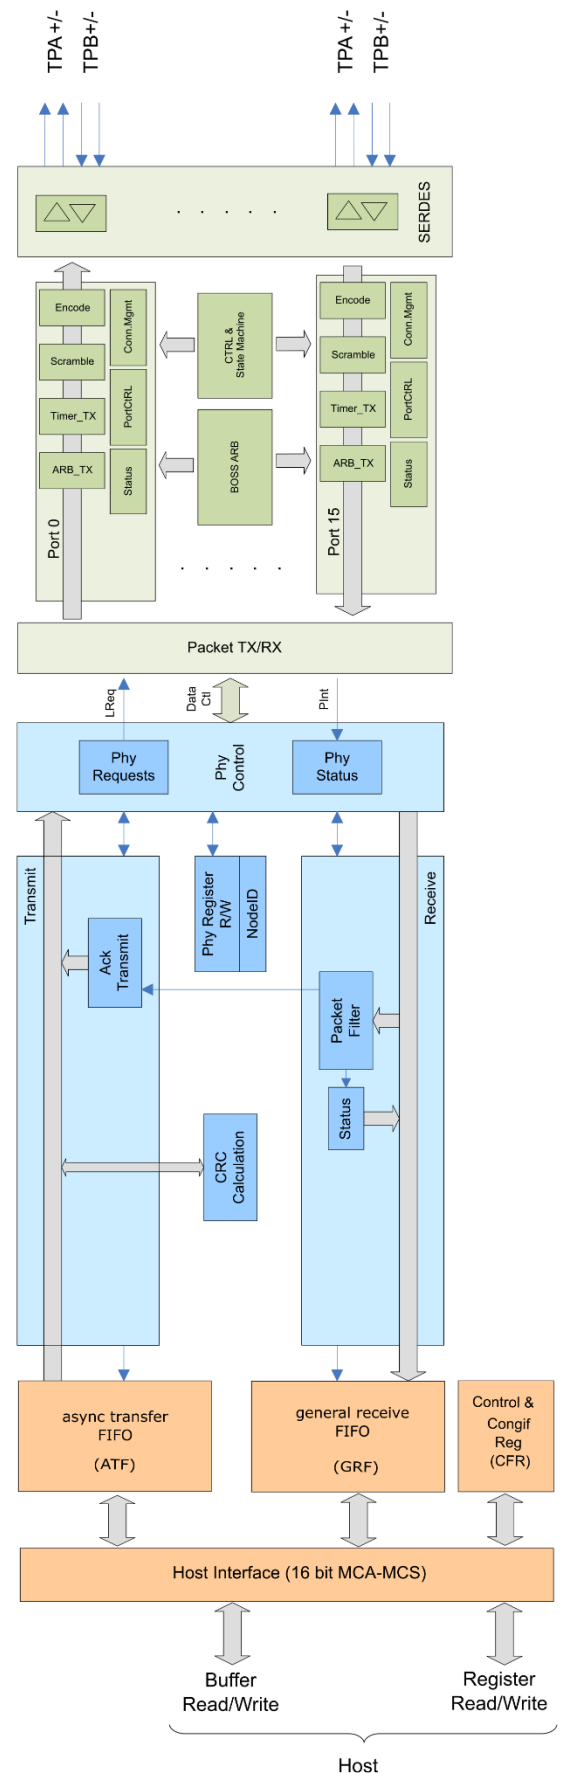 TPA +/-
TPB+/-
TPA +/-
TPB+/-
SERDES
Encode
Scramble
Timer_TX
ARB_TX
Conn.Mgmt
PortCtRL
Status
Port 0
CTRL &
State Machine
BOSS ARB
Encode
Scramble
Timer_TX
ARB_TX
Conn.Mgmt
PortCtRL
Status
Port 15
Packet TX/RX
LReq
Data
Ctl
PInt
Phy
Requests
Phy
Control
Phy
Status
Transmit
Ack
Transmit
Phy Register
R/W
NodeID
Receive
Packet
Filter
Status
CRC
Calculation
async transfer
FIFO
(ATF)
general receive
FIFO
(GRF)
Control &
Congif
Reg
(CFR)
Host Interface (16 bit MCA-MCS)
Buffer
Read/Write
Register
Read/Write
Host